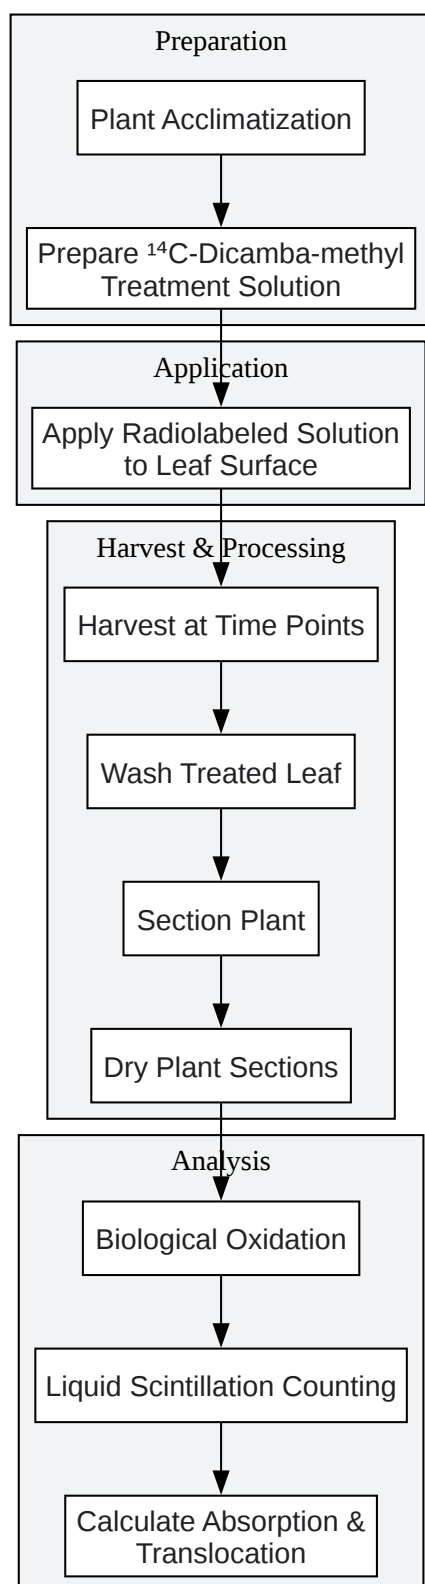 Preparation
Plant Acclimatization
Prepare ¹⁴C-Dicamba-methyl
Treatment Solution
Application
Apply Radiolabeled Solution
to Leaf Surface
Harvest & Processing
Harvest at Time Points
Wash Treated Leaf
Section Plant
Dry Plant Sections
Analysis
Biological Oxidation
Liquid Scintillation Counting
Calculate Absorption &
Translocation